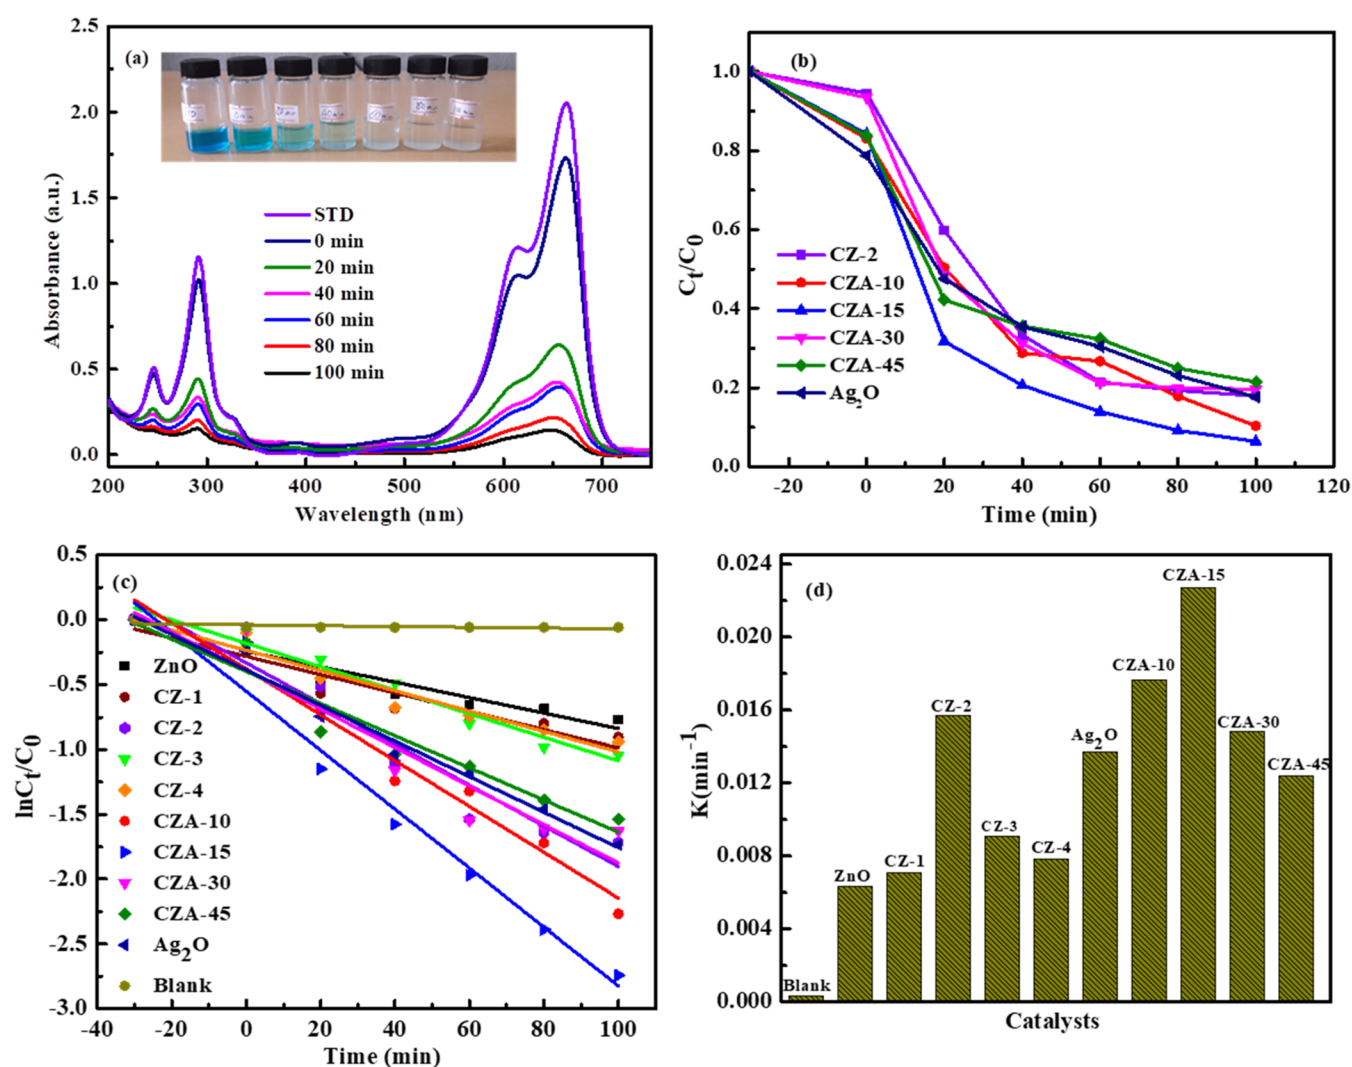 (a)
2.5
2.0
1.5
1.0
0.5
0.0
Absorbance (a.u.)
STD
0 min
20 min
40 min
60 min
80 min
100 min
200 300 400 500 600 700
Wavelength (nm)
(b)
1.0
0.8
0.6
0.4
0.2
0.0
Ct/C0
CZ-2
CZA-10
CZA-15
CZA-30
CZA-45
Ag2O
-20 0 20 40 60 80 100 120
Time (min)
(c)
0.5
0.0
-0.5
-1.0
-1.5
-2.0
-2.5
-3.0
lnCt/C0
ZnO
CZ-1
CZ-2
CZ-3
CZ-4
CZA-10
CZA-15
CZA-30
CZA-45
Ag2O
Blank
-40 -20 0 20 40 60 80 100
Time (min)
(d)
0.024
0.020
0.016
0.012
0.008
0.004
0.000
K(min-1)
Blank
ZnO
CZ-1
CZ-2
CZ-3
CZ-4
Ag2O
CZA-10
CZA-15
CZA-30
CZA-45
Catalysts